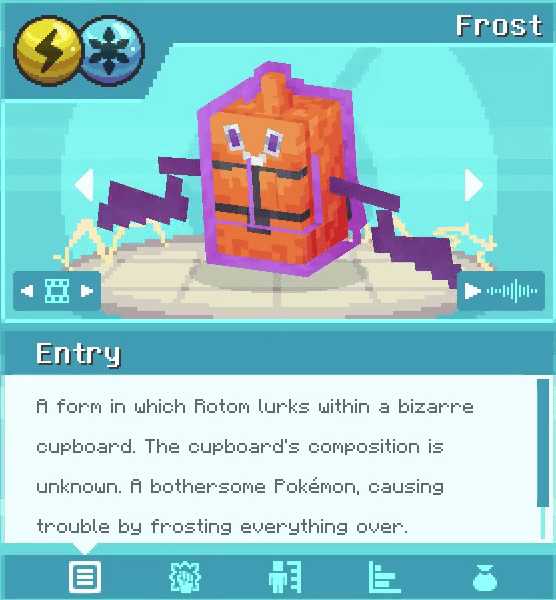 Frost
Entry
A form in which Rotom lurks within a bizarre
cupboard. The cupboard's composition is
unknown. A bothersome Pokémon, causing
trouble by frosting everything over.